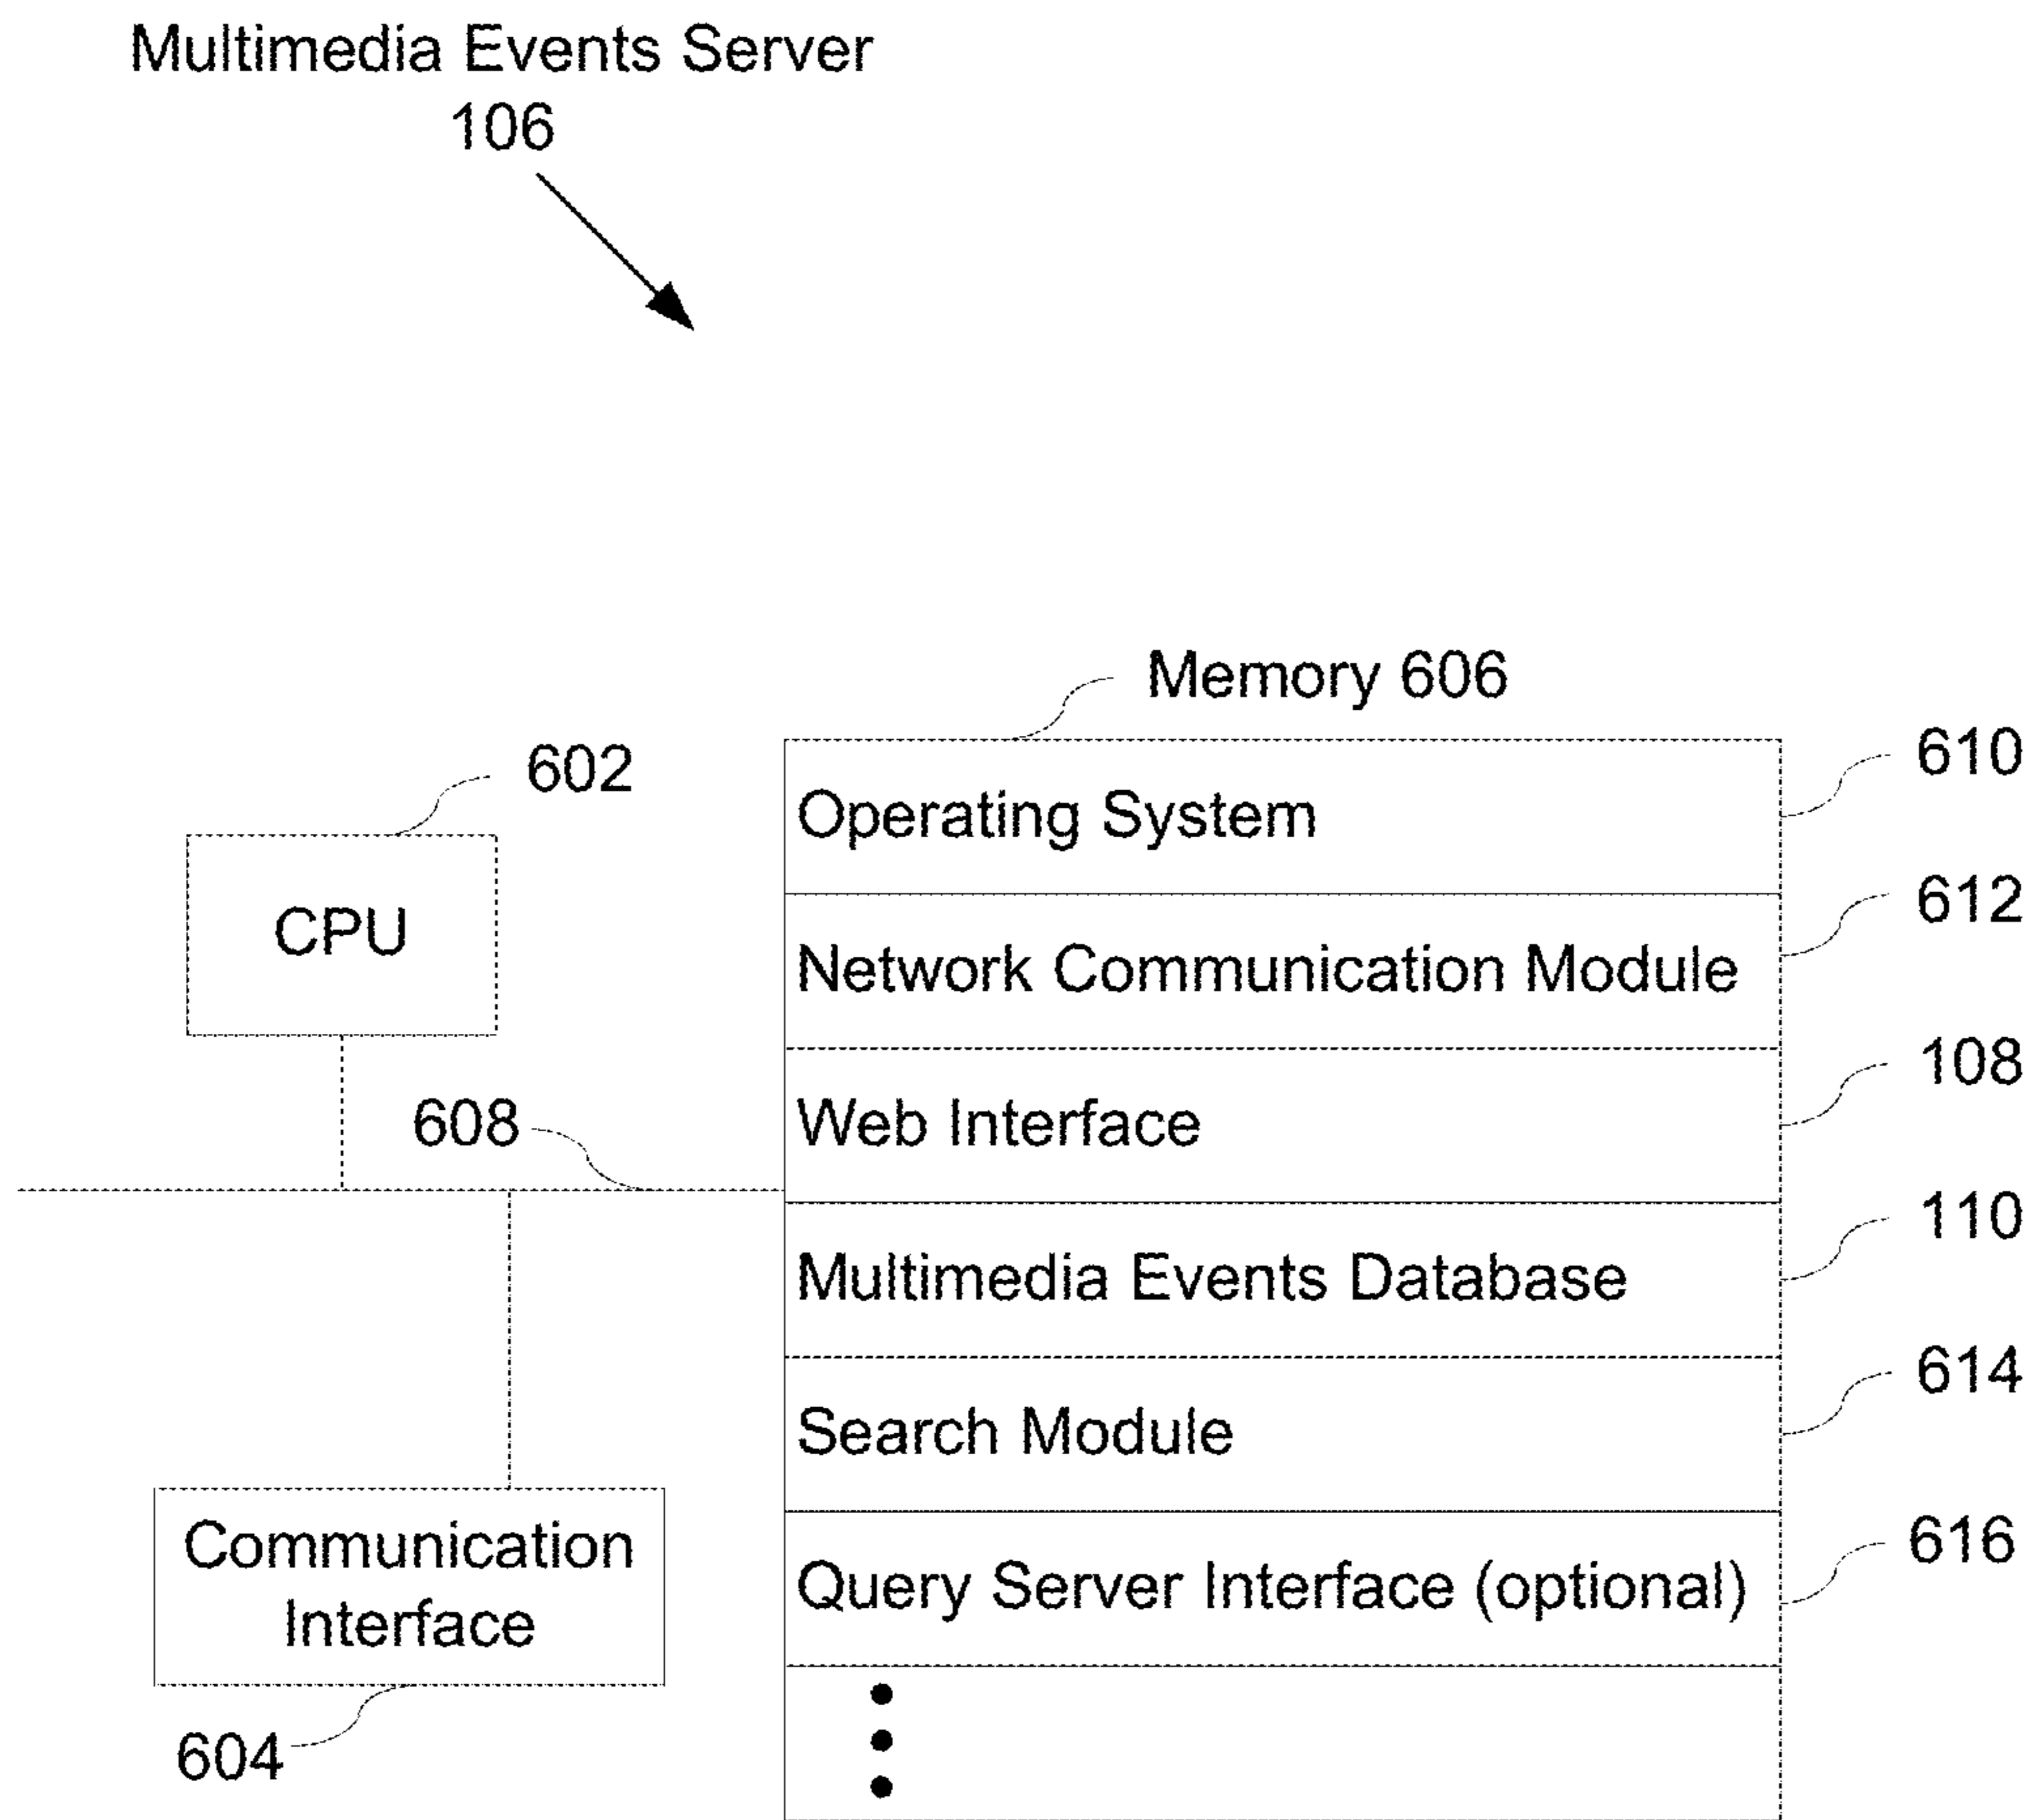 Multimedia Events Server
106
Memory 606
610
602
Operating System
612
CPU
Network Communication Module
108
608
Web Interface
110
Multimedia Events Database
614
Search Module
616
Communication
Interface
Query Server Interface (optional)
604